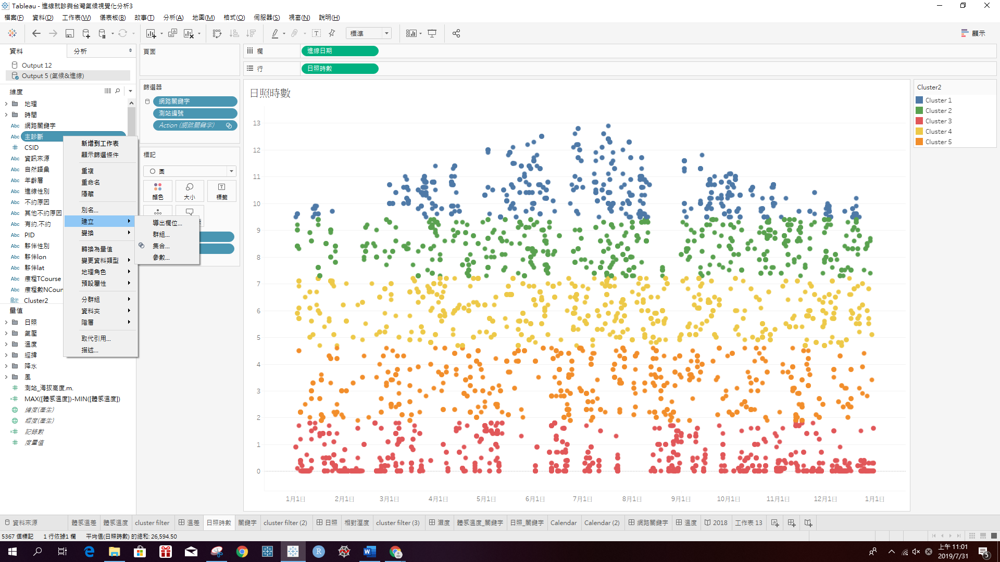 Tableau - 進線就診與台灣氣候視覺化分析3
檔案(F) 資料(D) 工作表(W) 儀表板(B) 故事(T) 分析(A) 地圖(M) 格式(O) 伺服器(S) 視窗(N) 說明(H)
標準
顯示
資料 分析
Output 12
Output 5 (氣候&進線)
維度
地理
時間
Abc 網路關鍵字
Abc 主診斷
# CSID
Abc 資訊來源
Abc 自然語彙
Abc 年齡層
Abc 進線性別
Abc 不約原因
Abc 其他不約原因
Abc 有約.不約
Abc PID
Abc 夥伴性別
Abc 夥伴lon
Abc 夥伴lat
Abc 療程TCourse
Abc 療程數NCoun
Cluster2
量值
日照
氣壓
溫度
經緯
降水
風
測站_海拔高度.m.
MAX([體感溫度])-MIN([體感溫度])
緯度(產生)
經度(產生)
記錄數
度量值
新增到工作表
顯示篩選條件
重複
重命名
隱藏
別名...
建立
變換
轉換為量值
變更資料類型
地理角色
預設屬性
分群組
資料夾
階層
取代引用...
描述...
導出欄位...
群組...
集合...
參數...
頁面
篩選器
網路關鍵字
測站編號
Action (網路關鍵字)
標記
圓
顏色 大小 標籤
欄 進線日期
行 日照時數
日照時數
13
12
11
10
9
8
7
6
5
4
3
2
1
0
1月1日 2月1日 3月1日 4月1日 5月1日 6月1日 7月1日 8月1日 9月1日 10月1日 11月1日 12月1日 1月1日
Cluster2
Cluster 1
Cluster 2
Cluster 3
Cluster 4
Cluster 5
資料來源 體感溫差 體感溫度 cluster filter 溫差 日照時數 關鍵字 cluster filter (2) 日照 相對溼度 cluster filter (3) 濕度 體感溫度_關鍵字 日照_關鍵字 Calendar Calendar (2) 網路關鍵字 溫度 2018 工作表 13
5367 個標記 1 行依據1 欄 平均值(日照時數) 的總和: 26,594.50
上午 11:01
2019/7/31
5